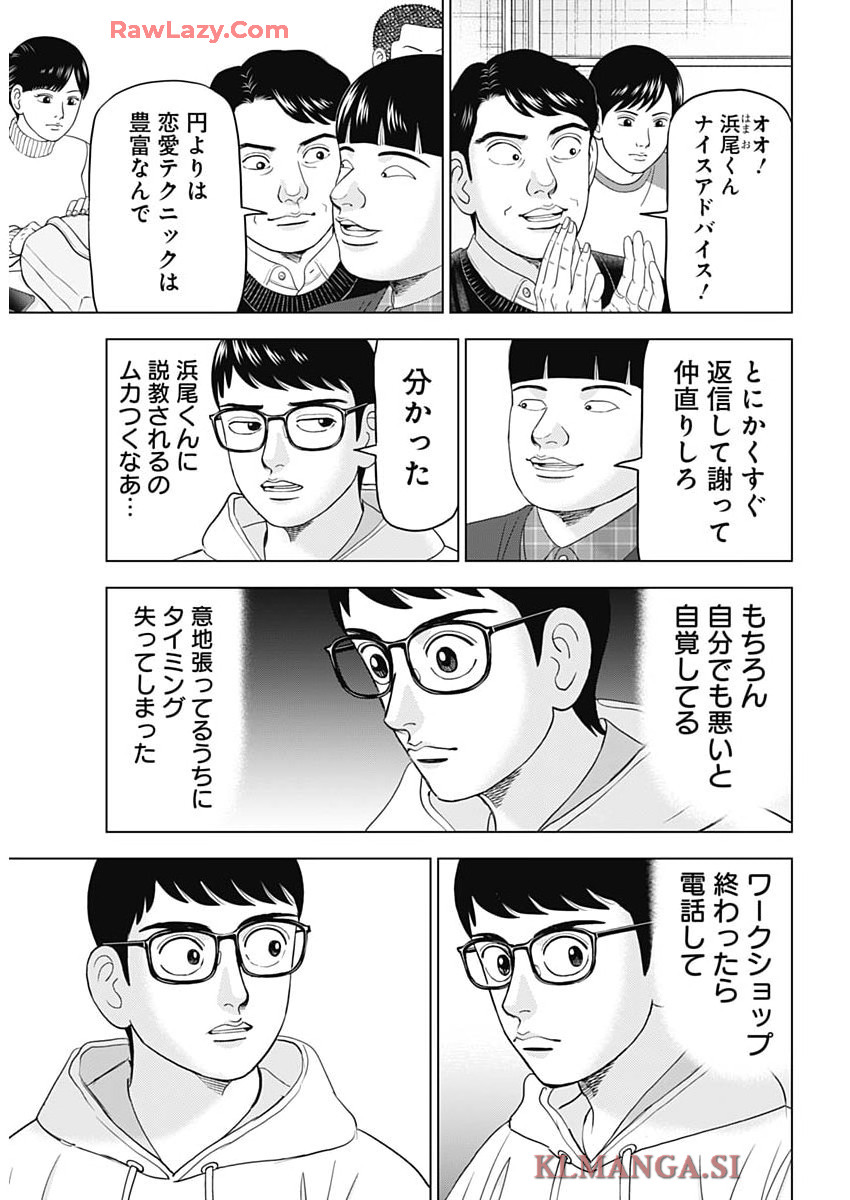 RawLazy.Com
オオ!
浜尾くん
はまお
ナイスアドバイス!
円よりは
恋愛テクニックは
豊富なんで
とにかくすぐ
返信して謝って
仲直りしろ
分かった
浜尾くんに
説教されるの
ムカつくなあ…
もちろん
自分でも悪いと
自覚してる
意地張ってるうちに
タイミング
失ってしまった
ワークショップ
終わったら
電話して
KLMANGA.SI